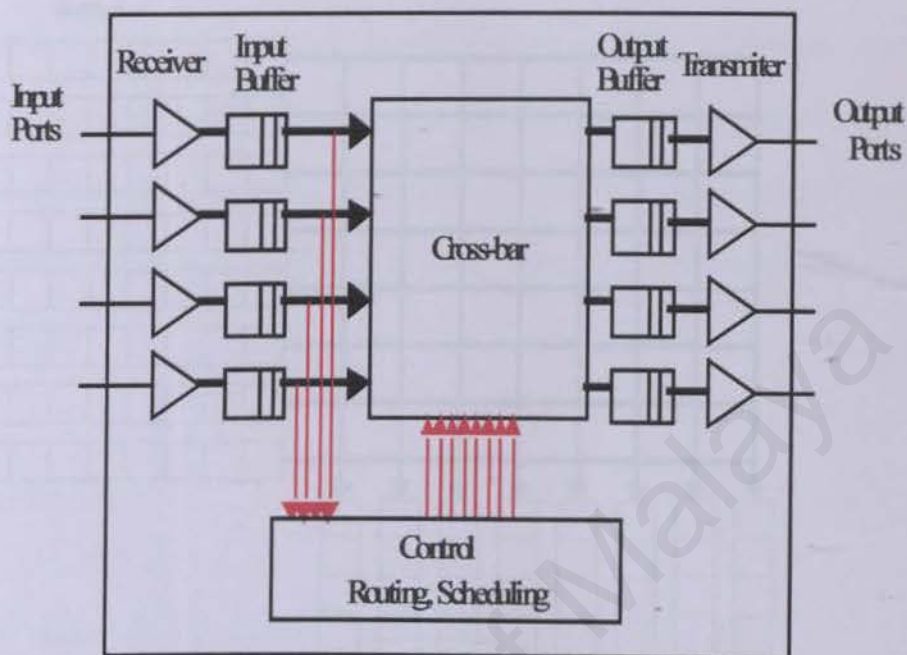 Receiver
Input
Buffer
Output
Buffer
Transmiter
Input
Ports
Output
Ports
Cross-bar
Control
Routing, Scheduling
Malaya